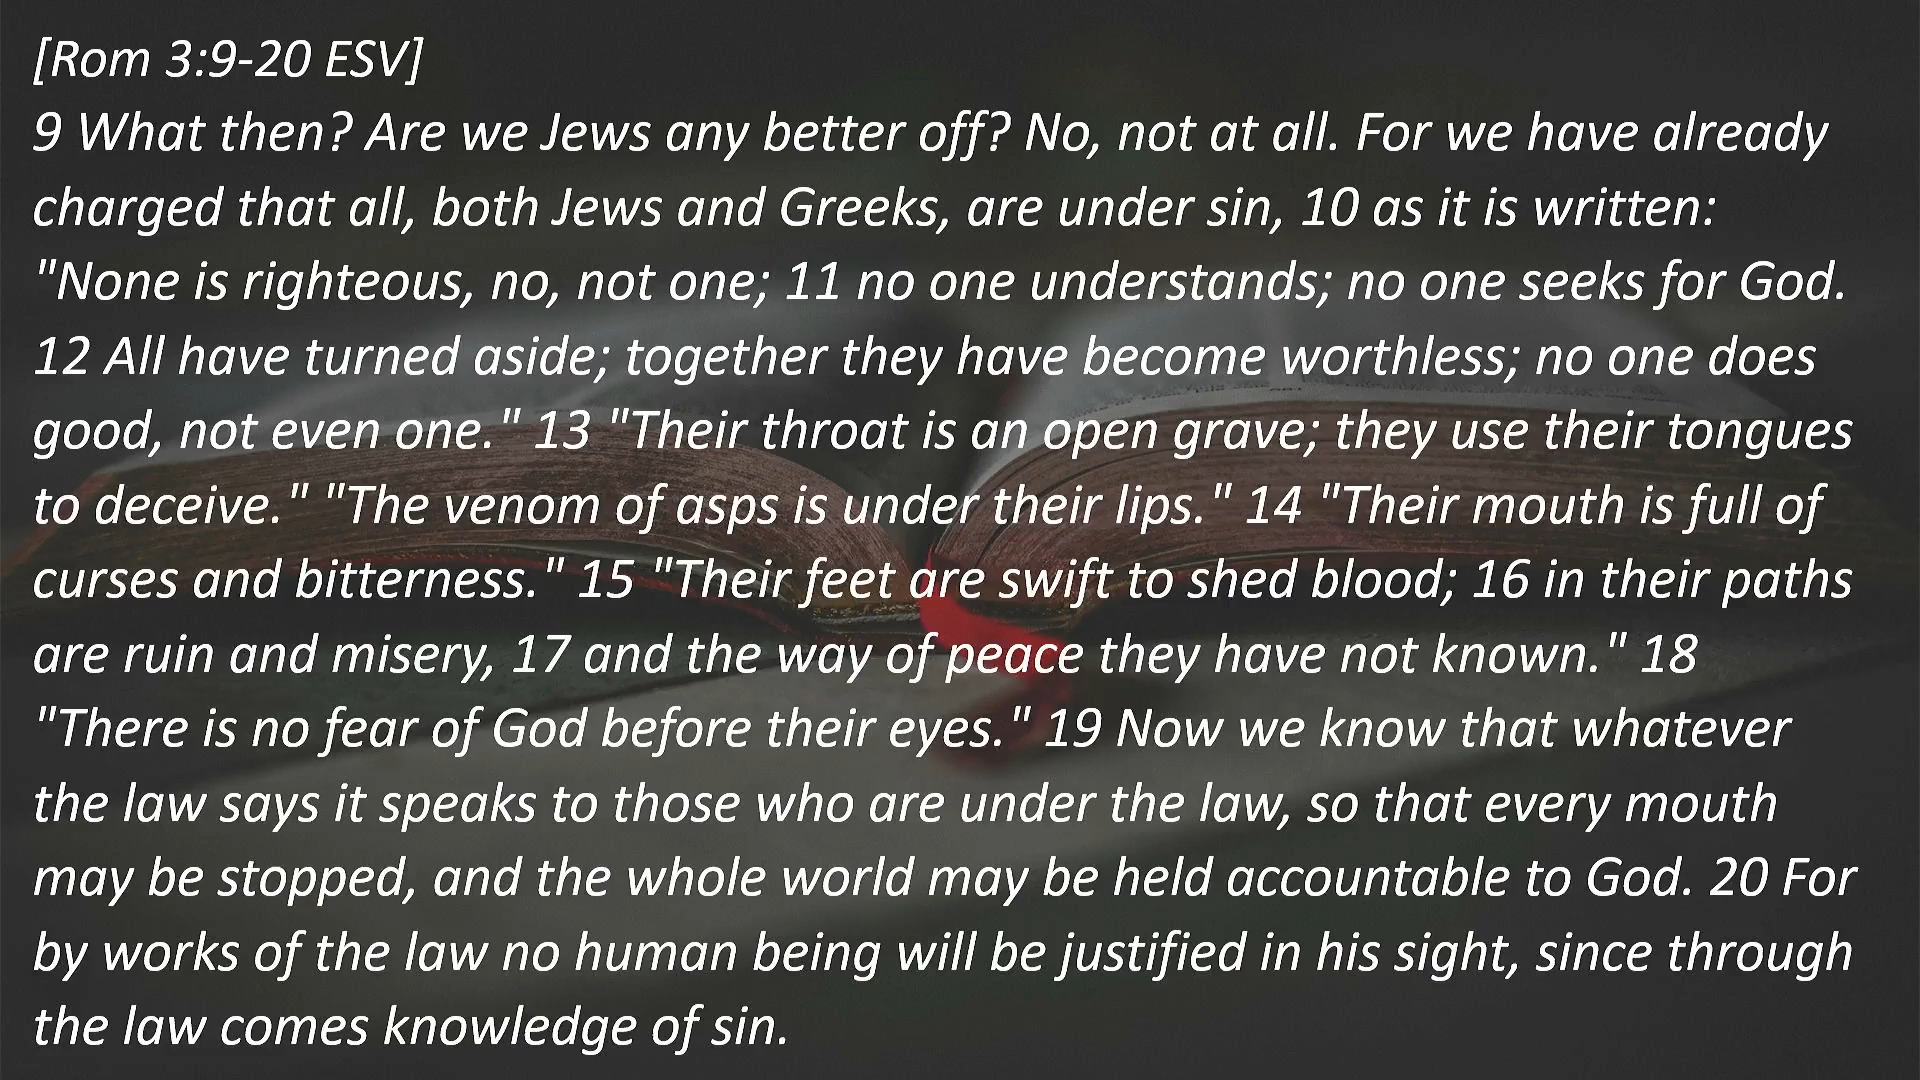 [Rom 3:9-20 ESV]
9 What then? Are we Jews any better off? No, not at all. For we have already
charged that all, both Jews and Greeks, are under sin, 10 as it is written:
"None is righteous, no, not one; 11 no one understands; no one seeks for God.
12 All have turned aside; together they have become worthless; no one does
good, not even one." 13 "Their throat is an open grave; they use their tongues
to deceive." "The venom of asps is under their lips." 14 "Their mouth is full of
curses and bitterness." 15 "Their feet are swift to shed blood; 16 in their paths
are ruin and misery, 17 and the way of peace they have not known." 18
"There is no fear of God before their eyes." 19 Now we know that whatever
the law says it speaks to those who are under the law, so that every mouth
may be stopped, and the whole world may be held accountable to God. 20 For
by works of the law no human being will be justified in his sight, since through
the law comes knowledge of sin.